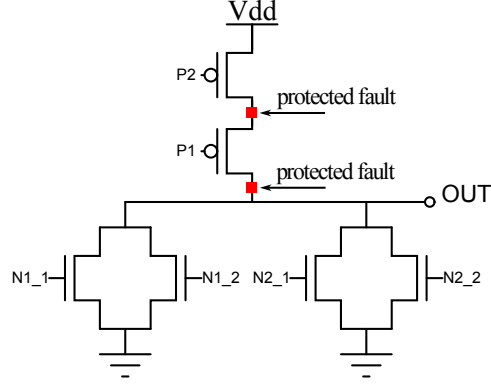 Vdd
P2
protected fault
P1
protected fault
OUT
N1_1 N1_2 N2_1 N2_2